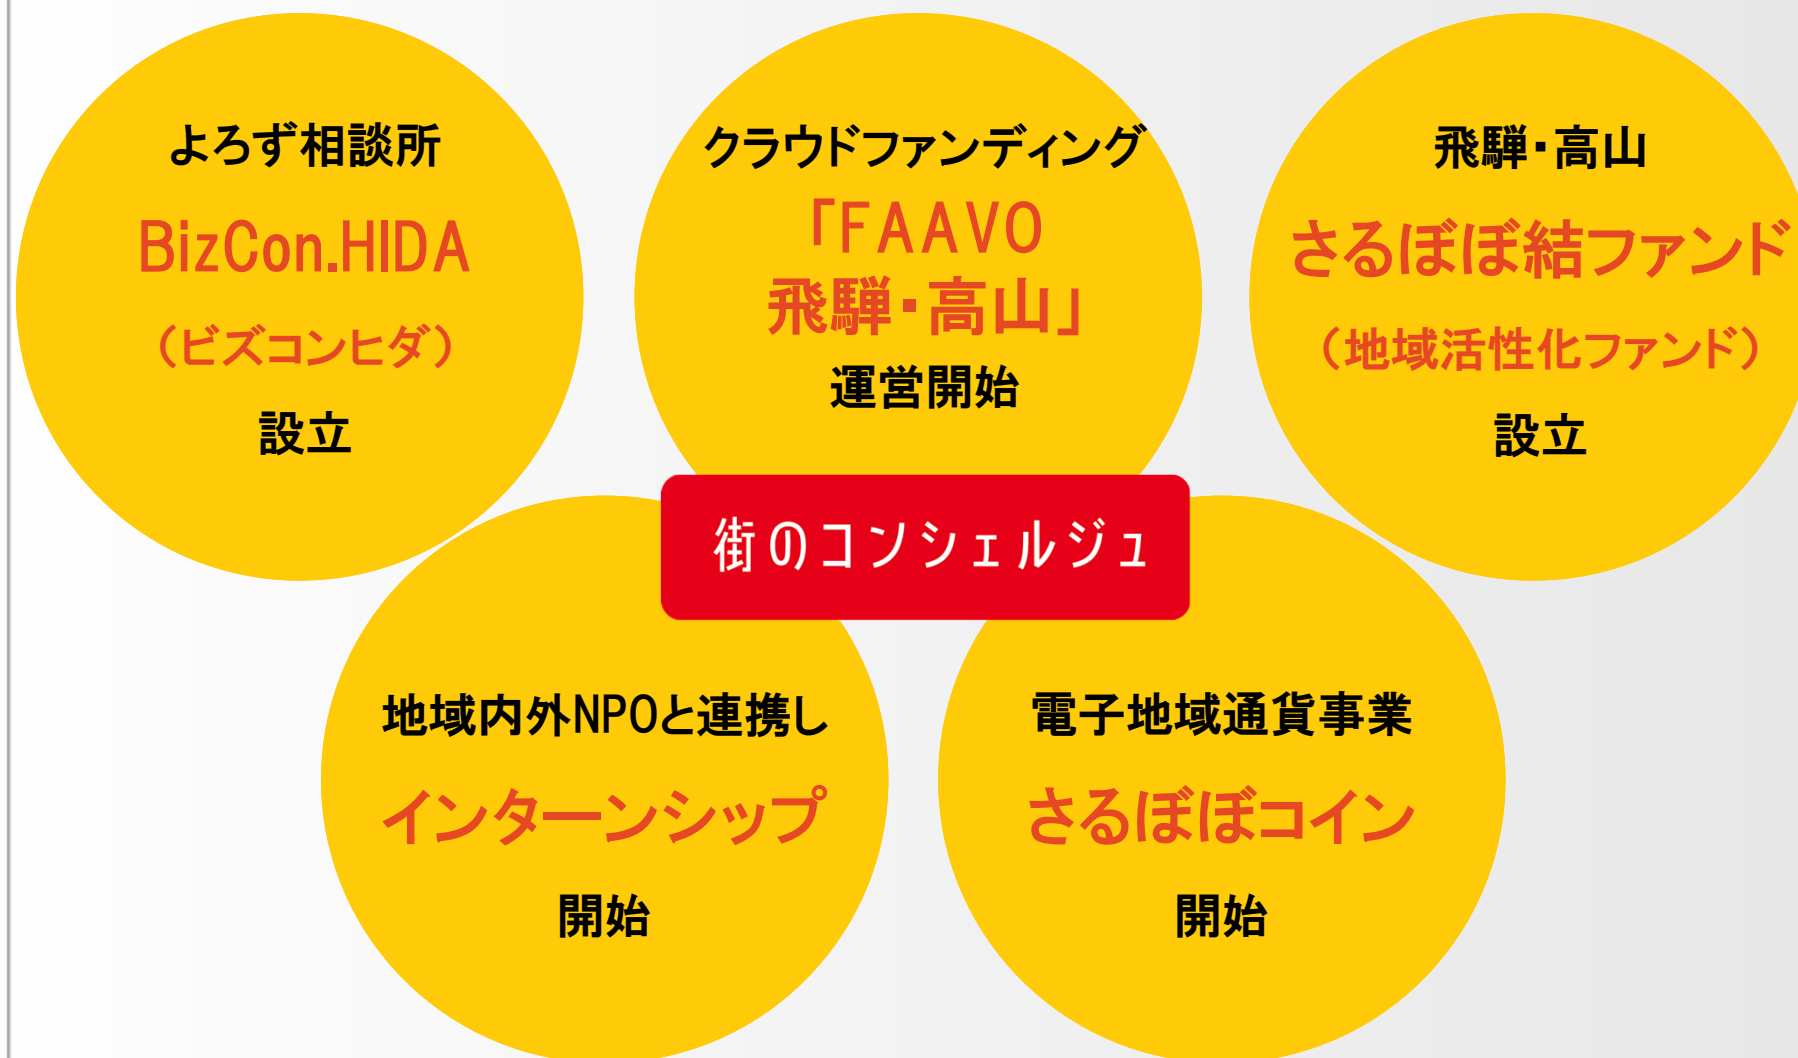 よろず相談所
BizCon.HIDA
（ビズコンヒダ）
設立
クラウドファンディング
「FAAVO
飛騨・高山」
運営開始
飛騨・高山
さるぼぼ結ファンド
（地域活性化ファンド）
設立
街のコンシェルジュ
地域内外NPOと連携し
インターンシップ
開始
電子地域通貨事業
さるぼぼコイン
開始